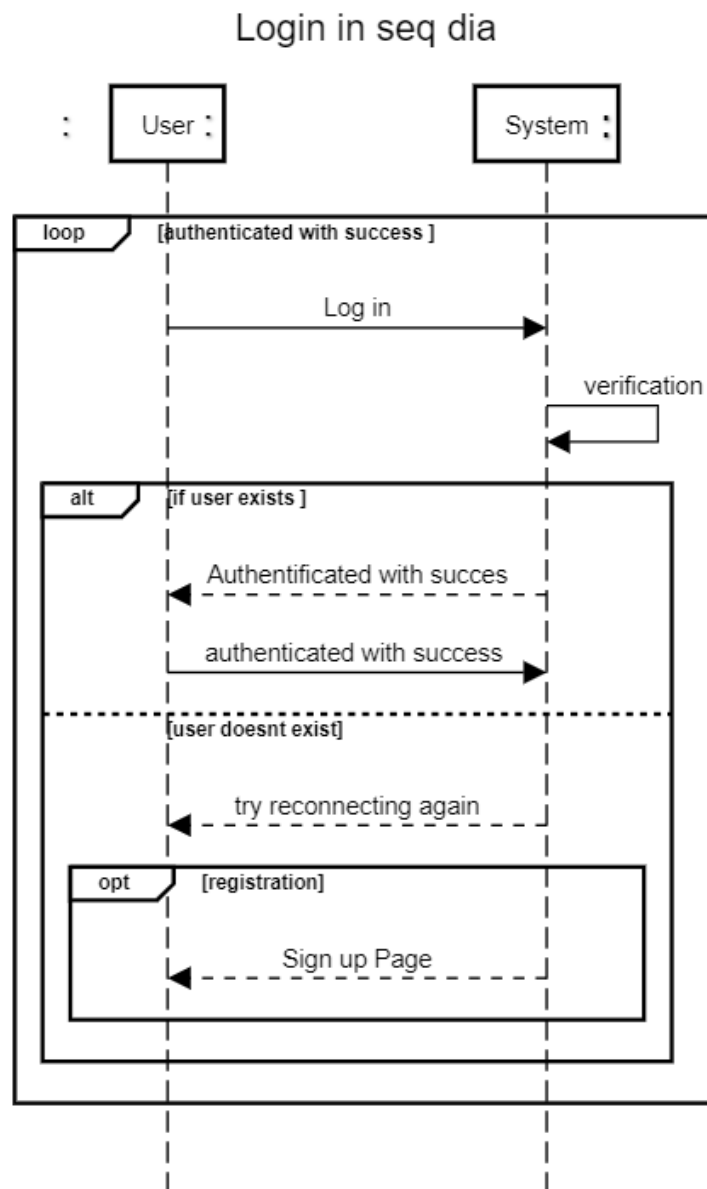 Login in seq dia
: User :
System :
loop [authenticated with success ]
Log in
verification
alt [if user exists ]
Authentificated with succes
authenticated with success
[user doesnt exist]
try reconnecting again
opt [registration]
Sign up Page